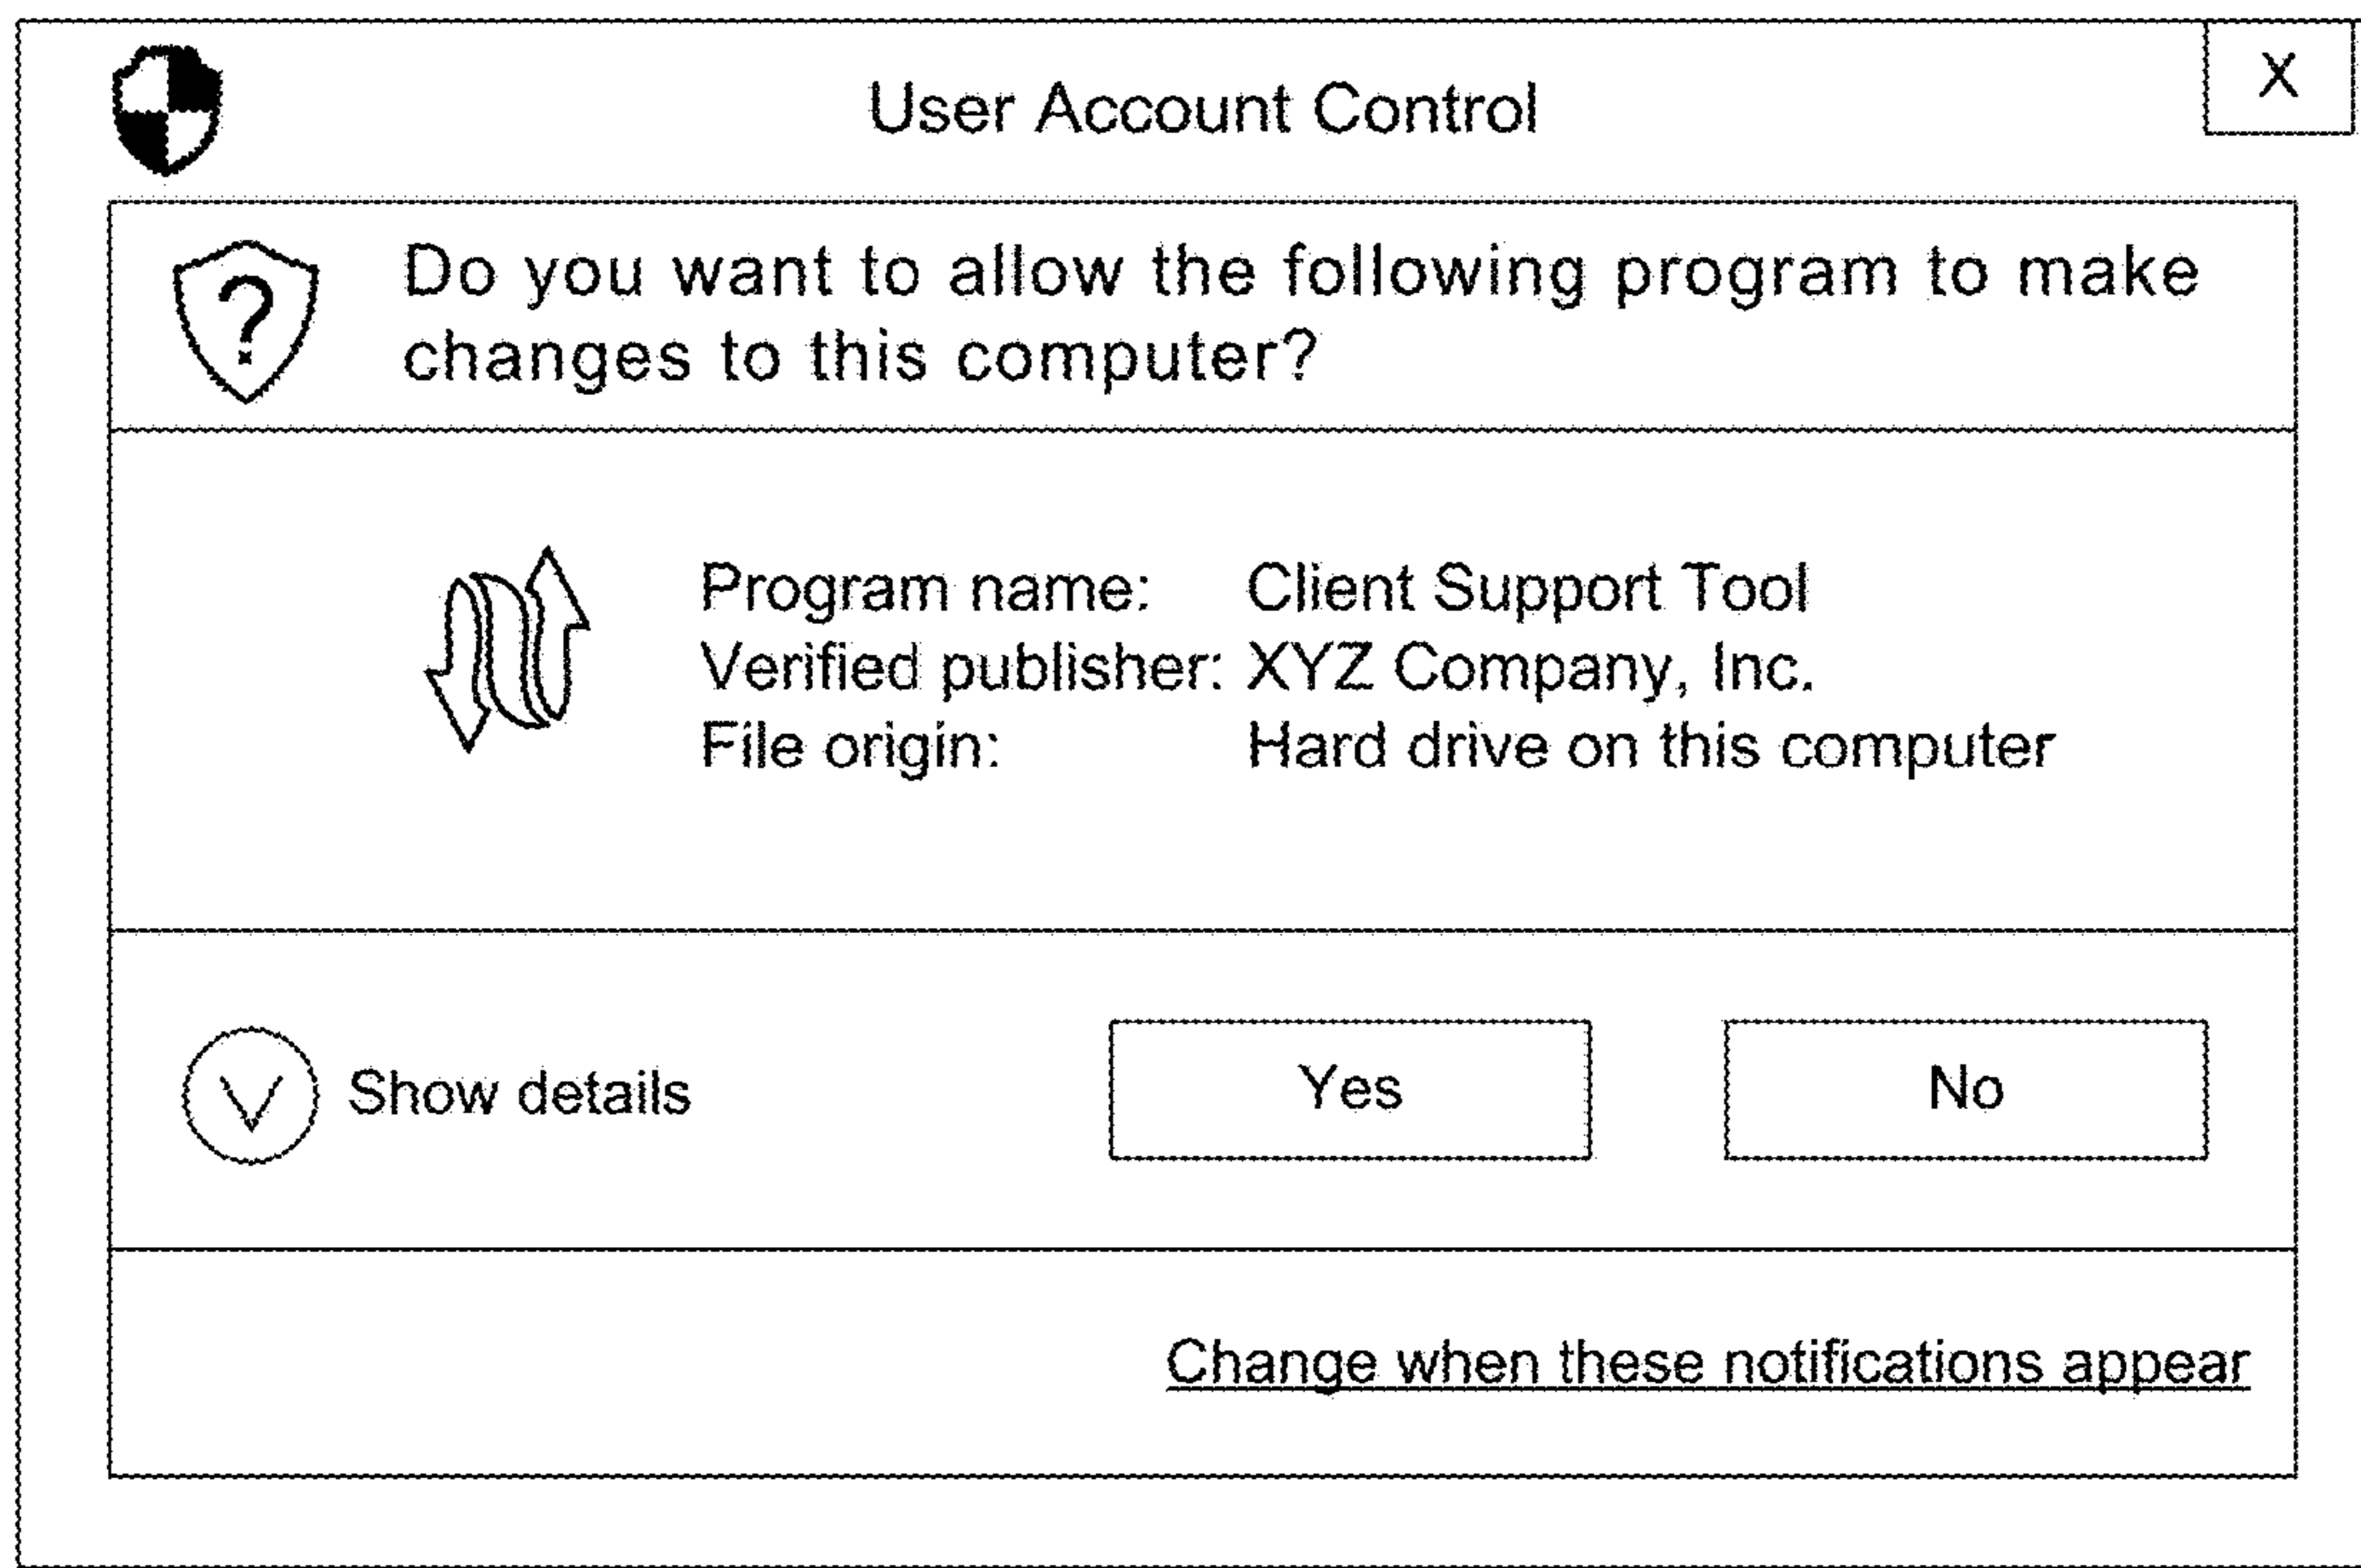 User Account Control
X
?
Do you want to allow the following program to make
changes to this computer?
Program name: Client Support Tool
Verified publisher: XYZ Company, Inc.
File origin: Hard drive on this computer
Show details
Yes
No
Change when these notifications appear